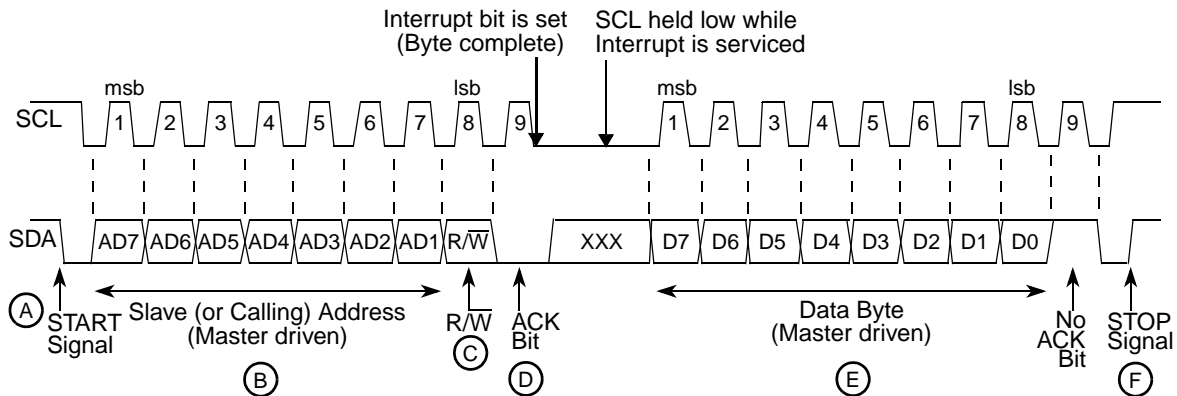 Interrupt bit is set
(Byte complete)
SCL held low while
Interrupt is serviced
msb
lsb
msb
lsb
SCL
1 2 3 4 5 6 7 8 9
1 2 3 4 5 6 7 8 9
SDA
AD7 AD6 AD5 AD4 AD3 AD2 AD1 R/W̅
XXX
D7 D6 D5 D4 D3 D2 D1 D0
A
START
Signal
Slave (or Calling) Address
(Master driven)
B
R/W̅
C
ACK
Bit
D
Data Byte
(Master driven)
E
No
ACK
Bit
STOP
Signal
F